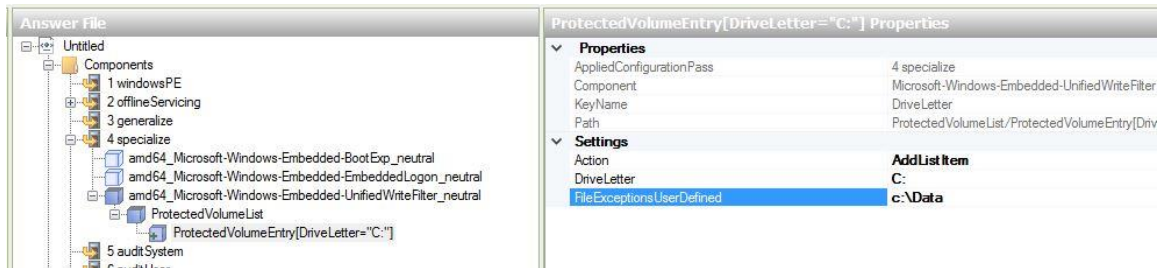 Answer File
Untitled
Components
1 windowsPE
2 offlineServicing
3 generalize
4 specialize
amd64_Microsoft-Windows-Embedded-BootExp_neutral
amd64_Microsoft-Windows-Embedded-EmbeddedLogon_neutral
amd64_Microsoft-Windows-Embedded-UnifiedWriteFilter_neutral
ProtectedVolumeList
ProtectedVolumeEntry[DriveLetter="C:"]
5 auditSystem
6 auditUser
ProtectedVolumeEntry[DriveLetter="C:"] Properties
Properties
AppliedConfigurationPass 4 specialize
Component Microsoft-Windows-Embedded-UnifiedWriteFilter
KeyName DriveLetter
Path ProtectedVolumeList/ProtectedVolumeEntry[Driv
Settings
Action AddListItem
DriveLetter C:
FileExceptionsUserDefined c:\Data